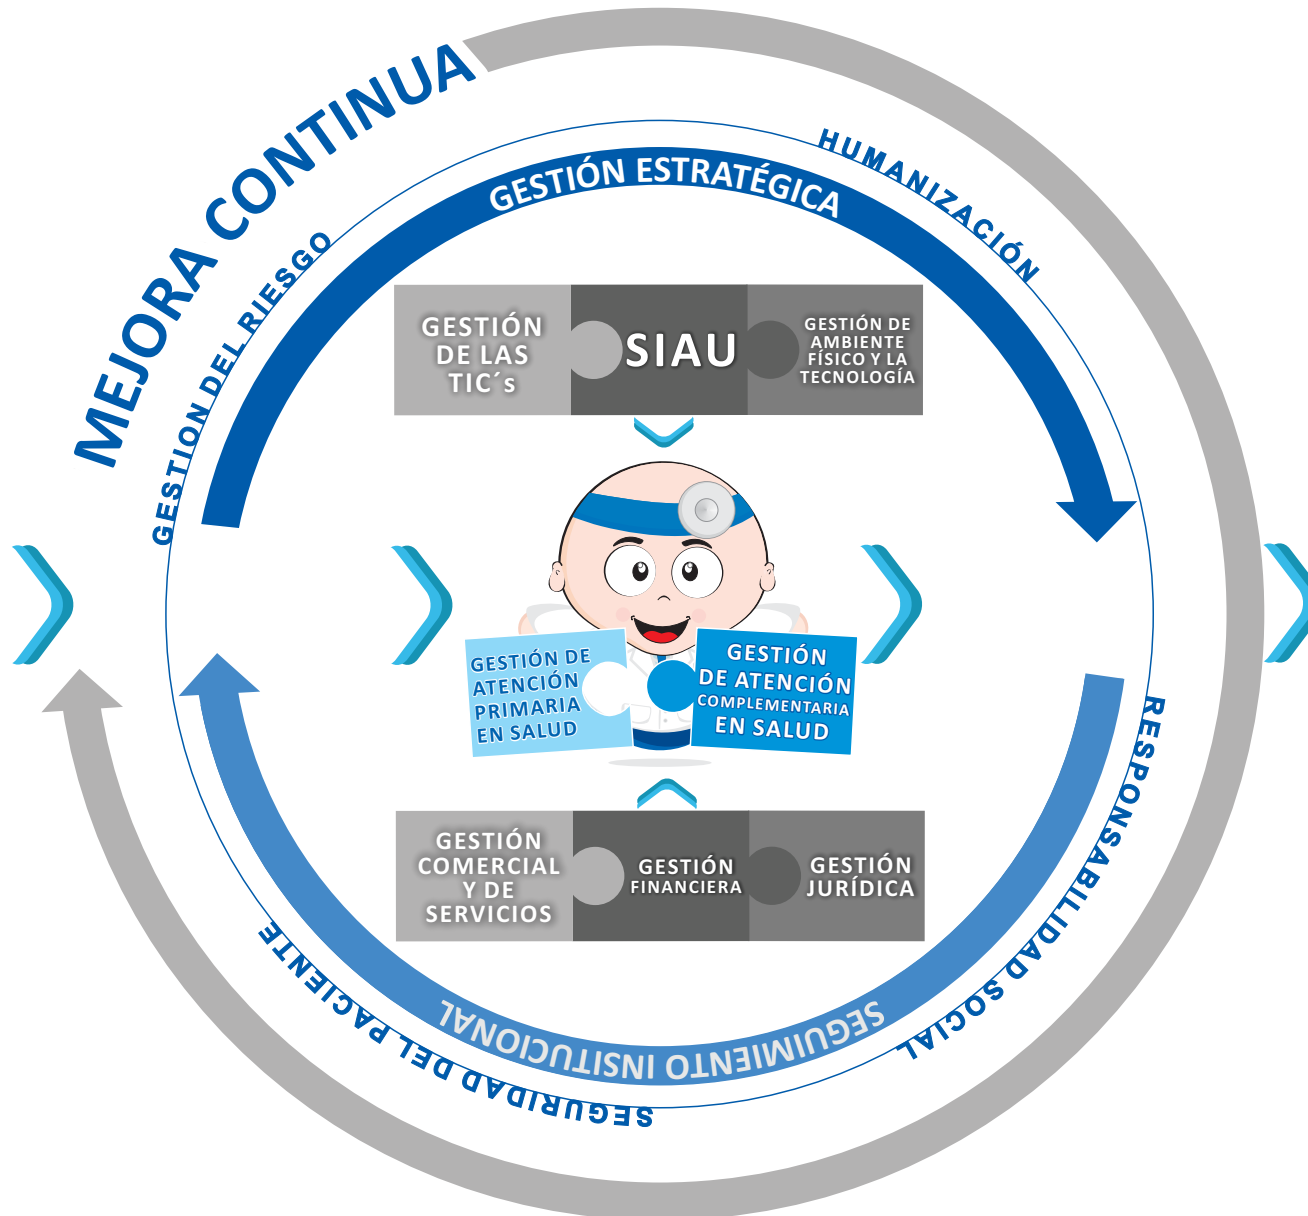 MEJORA CONTINUA
GESTION DEL RIESGO
HUMANIZACIÓN
GESTIÓN ESTRATÉGICA
GESTIÓN
DE LAS
TIC´s
SIAU
GESTIÓN DE
AMBIENTE
FÍSICO Y LA
TECNOLOGÍA
GESTIÓN DE
ATENCIÓN
PRIMARIA
EN SALUD
GESTIÓN
DE ATENCIÓN
COMPLEMENTARIA
EN SALUD
GESTIÓN
COMERCIAL
Y DE
SERVICIOS
GESTIÓN
FINANCIERA
GESTIÓN
JURÍDICA
RESPONSABILIDAD SOCIAL
SEGUIMIENTO INSITUCIONAL
SEGURIDAD DEL PACIENTE